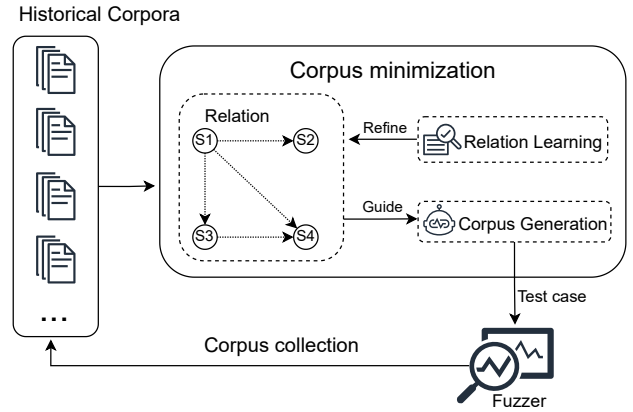 Historical Corpora
Corpus minimization
Relation
S1
S2
S3
S4
Refine
Relation Learning
Guide
Corpus Generation
Test case
...
Corpus collection
Fuzzer